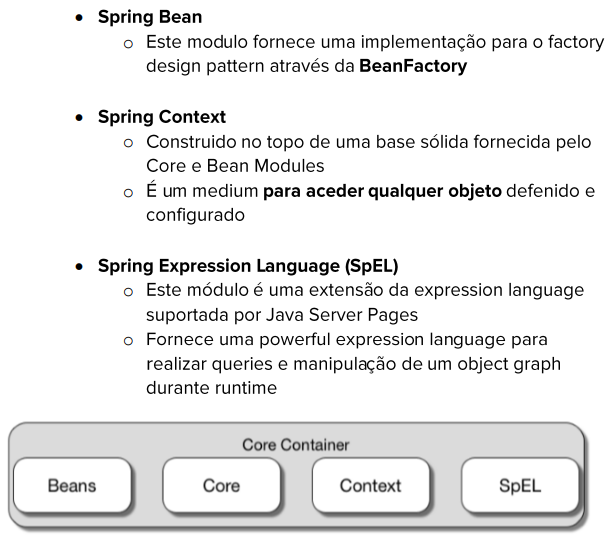 • Spring Bean
o Este modulo fornece uma implementação para o factory
design pattern através da BeanFactory
• Spring Context
o Construido no topo de uma base sólida fornecida pelo
Core e Bean Modules
o É um medium para aceder qualquer objeto defenido e
configurado
• Spring Expression Language (SpEL)
o Este módulo é uma extensão da expression language
suportada por Java Server Pages
o Fornece uma powerful expression language para
realizar queries e manipulação de um object graph
durante runtime
Core Container
Beans
Core
Context
SpEL